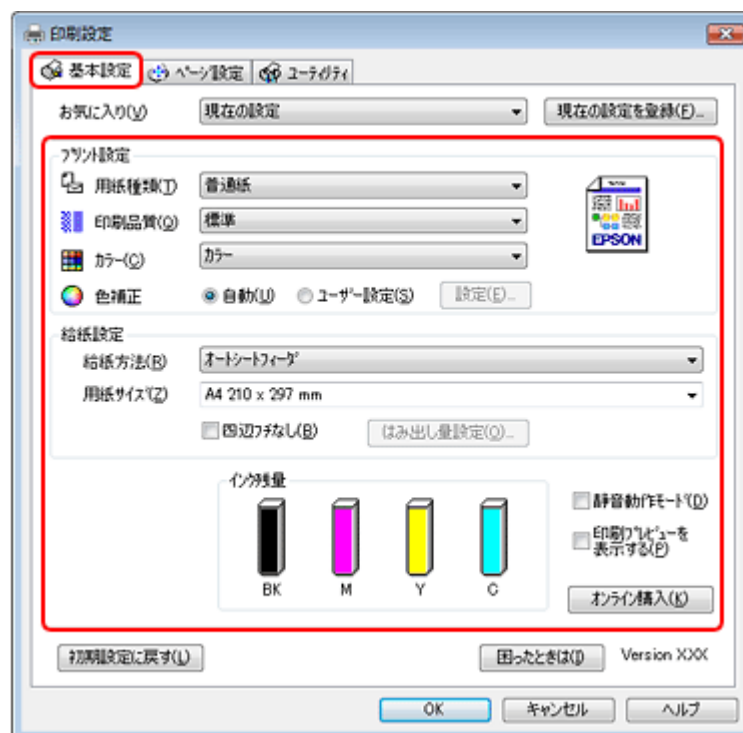 印刷設定
基本設定 ページ設定 ユーティリティ
お気に入り(V) 現在の設定 現在の設定を登録(F)...
プリント設定
用紙種類(T) 普通紙
印刷品質(Q) 標準
カラー(C) カラー
EPSON
色補正 自動(U) ユーザー設定(S) 設定(E)...
給紙設定
給紙方法(R) オートシートフィーダ
用紙サイズ(Z) A4 210 x 297 mm
四辺フチなし(B) はみ出し量設定(O)...
インク残量
静音動作モード(D)
印刷プレビューを
表示する(P)
BK M Y C
オンライン購入(K)
初期設定に戻す(L) 困ったときは(I) Version XXX
OK キャンセル ヘルプ